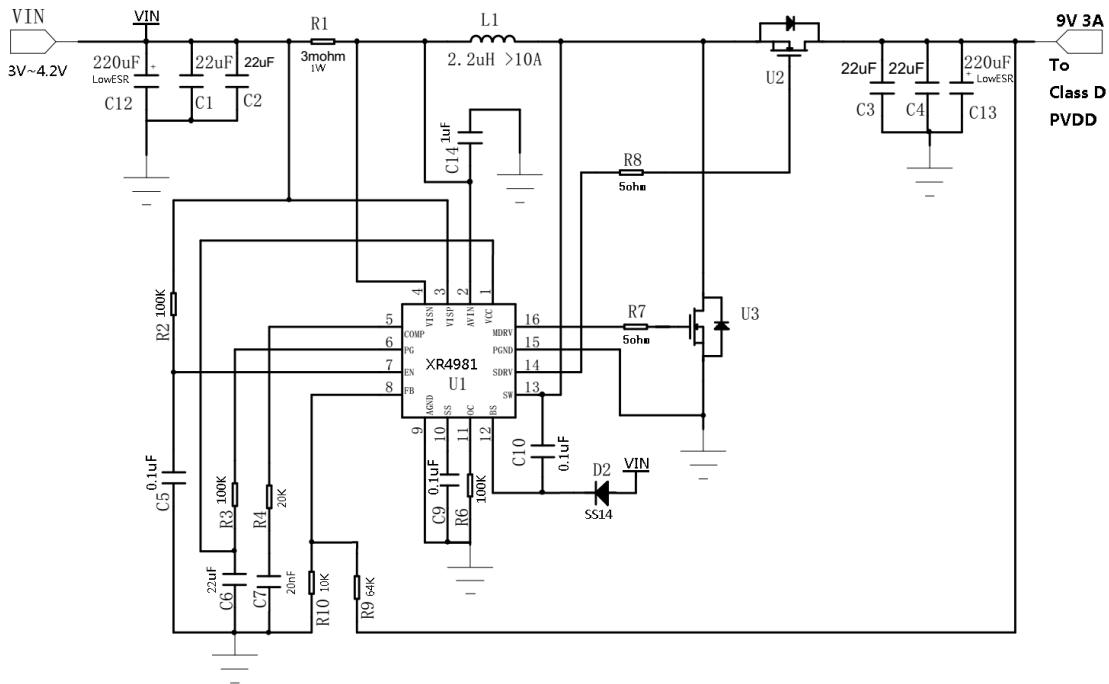 VIN
VIN
3V~4.2V
220uF
LowESR
+
C12
22uF
C1
22uF
C2
R1
3mohm
1W
L1
2.2uH >10A
U2
22uF
C3
22uF
C4
220uF
LowESR
+
C13
9V 3A
To
Class D
PVDD
1uF
C14
R8
5ohm
100K
R2
4
3
2
1
VISN
VISP
AVIN
VCC
5
COMP
6
PG
7
EN
8
FB
XR4981
U1
16
MDRV
15
PGND
14
SDRV
13
SW
AGND
SS
OC
BS
9
10
11
12
R7
5ohm
U3
0.1uF
C5
100K
R3
20K
R4
0.1uF
C9
100K
R6
C10
0.1uF
D2
SS14
VIN
22uF
C6
20nF
C7
10K
R10
64K
R9